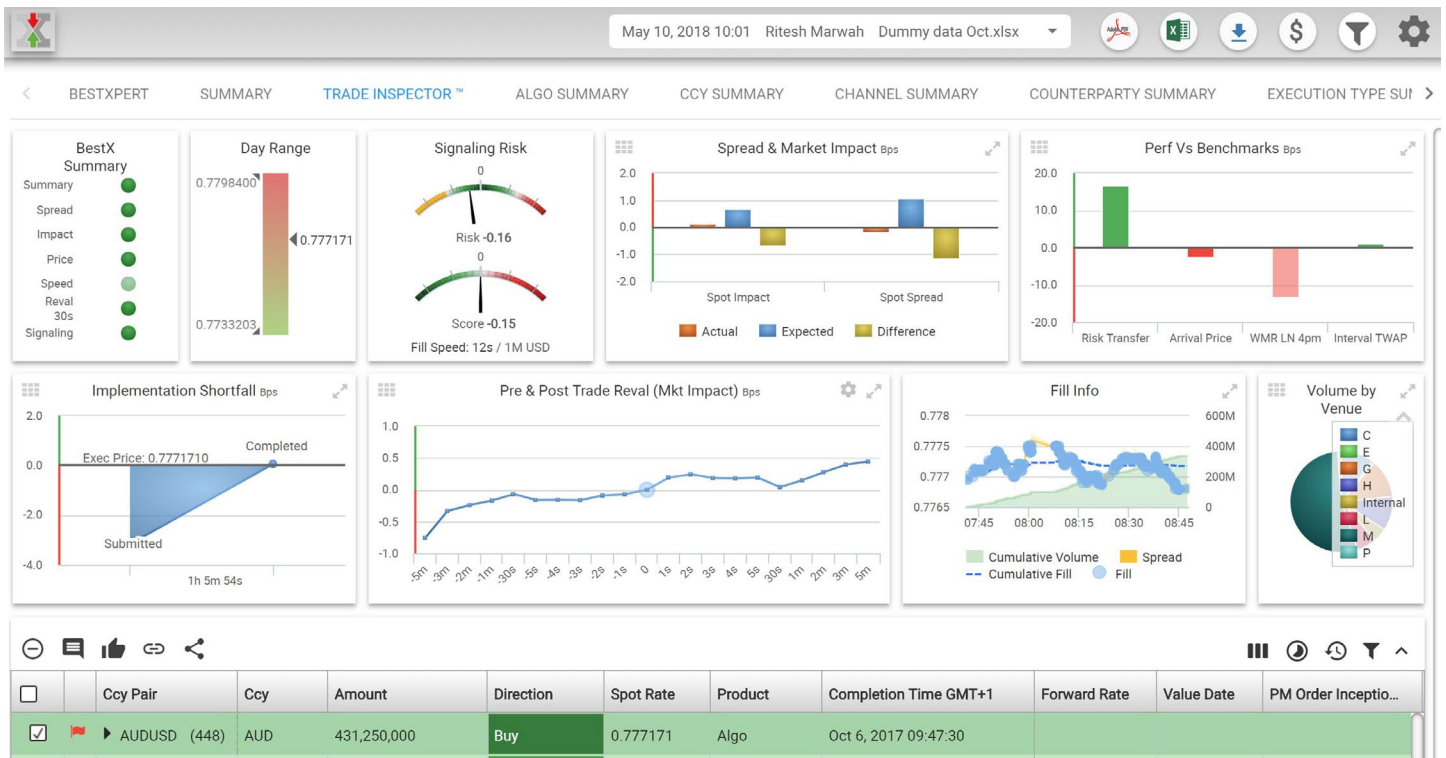 May 10, 2018 10:01 Ritesh Marwah Dummy data Oct.xlsx
Adobe PDF
BESTXPERT SUMMARY TRADE INSPECTOR ™ ALGO SUMMARY CCY SUMMARY CHANNEL SUMMARY COUNTERPARTY SUMMARY EXECUTION TYPE SUM
BestX
Summary
Summary
Spread
Impact
Price
Speed
Reval
30s
Signaling
Day Range
0.7798400
0.777171
0.7733203
Signaling Risk
0
Risk -0.16
0
Score -0.15
Fill Speed: 12s / 1M USD
Spread & Market Impact Bps
2.0
1.0
0.0
-1.0
-2.0
Spot Impact Spot Spread
Actual Expected Difference
Perf Vs Benchmarks Bps
20.0
10.0
0.0
-10.0
-20.0
Risk Transfer Arrival Price WMR LN 4pm Interval TWAP
Implementation Shortfall Bps
2.0
0.0
-2.0
-4.0
Completed
Exec Price: 0.7771710
Submitted
1h 5m 54s
Pre & Post Trade Reval (Mkt Impact) Bps
1.0
0.5
0.0
-0.5
-1.0
-5m -3m -2m -1m -30s -5s -4s -3s -2s -1s 0 1s 2s 3s 4s 5s 30s 1m 2m 3m 5m
Fill Info
0.778 600M
0.7775 400M
0.777 200M
0.7765 0
07:45 08:00 08:15 08:30 08:45
Cumulative Volume Spread
Cumulative Fill Fill
Volume by
Venue
C
E
G
H
Internal
L
M
P
Ccy Pair Ccy Amount Direction Spot Rate Product Completion Time GMT+1 Forward Rate Value Date PM Order Inceptio...
AUDUSD (448) AUD 431,250,000 Buy 0.777171 Algo Oct 6, 2017 09:47:30